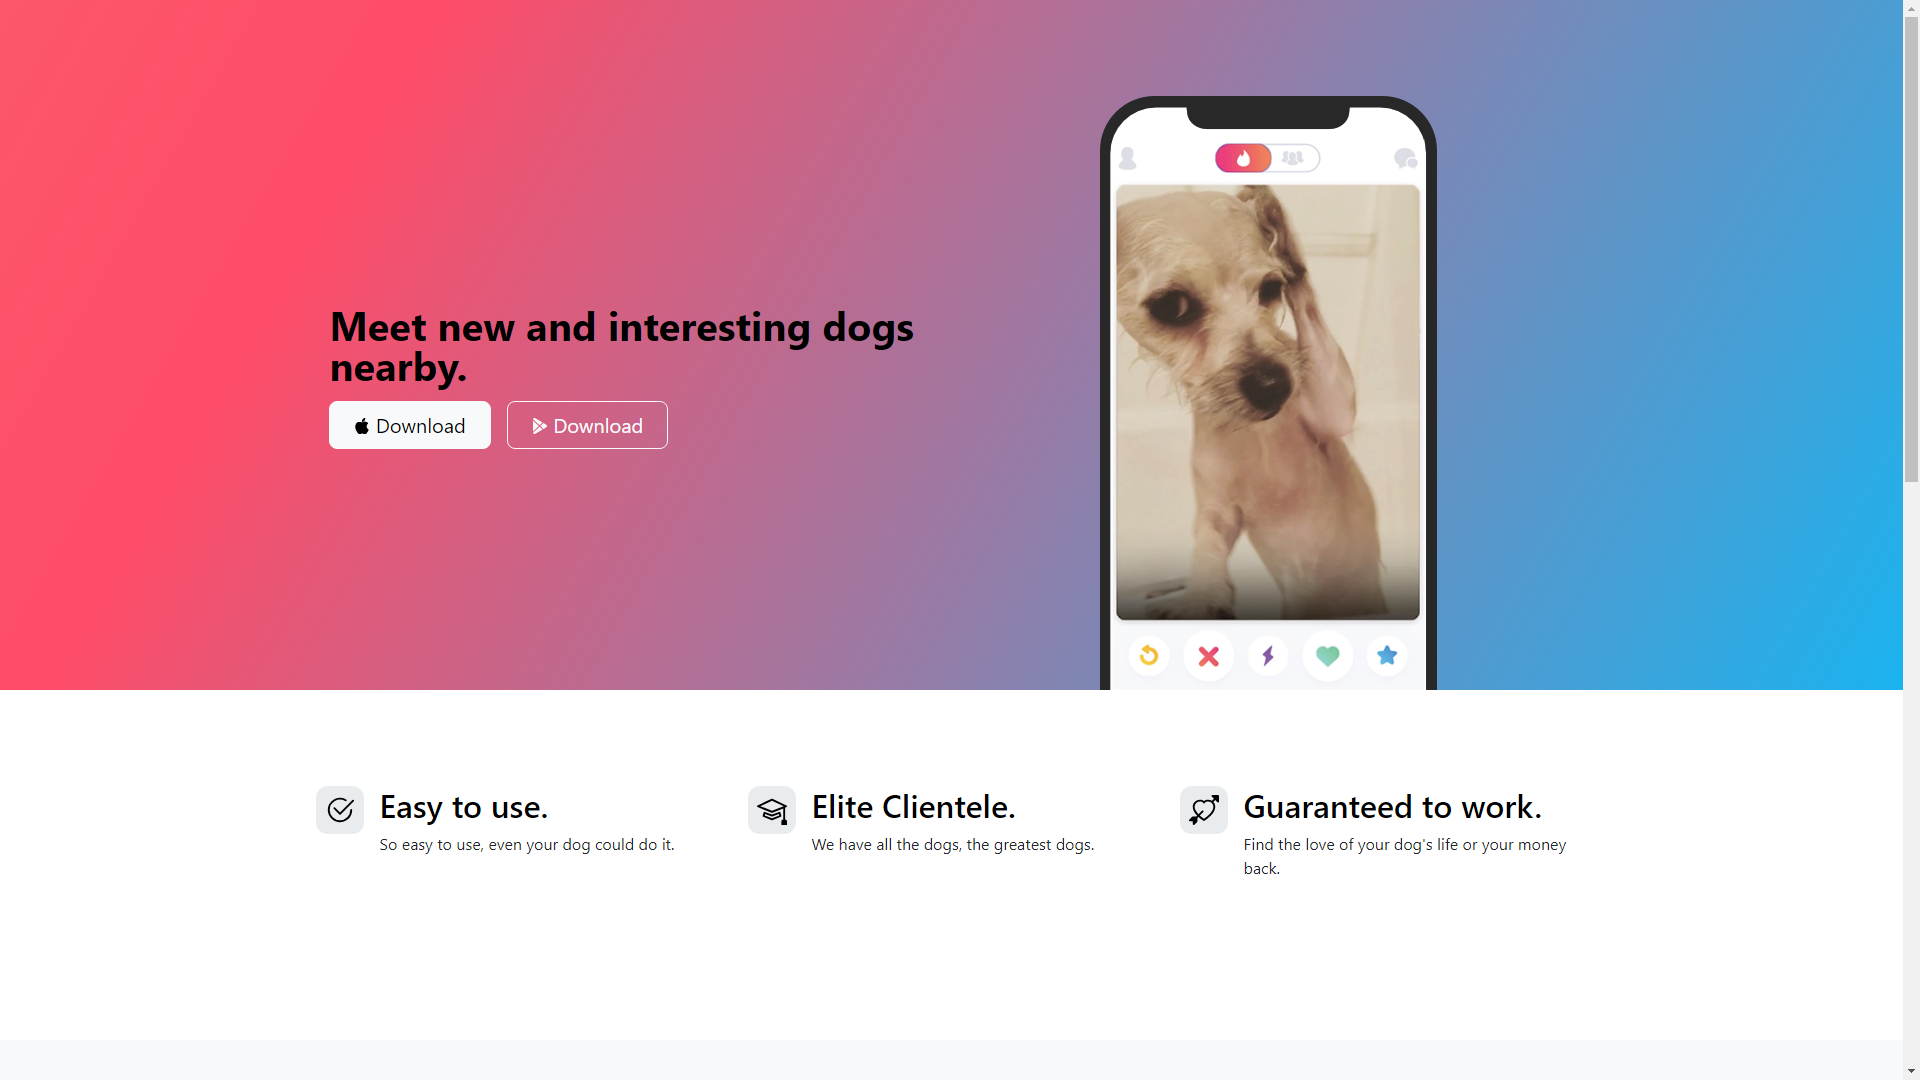 Meet new and interesting dogs
nearby.
Download
Download
Easy to use.
So easy to use, even your dog could do it.
Elite Clientele.
We have all the dogs, the greatest dogs.
Guaranteed to work.
Find the love of your dog's life or your money
back.